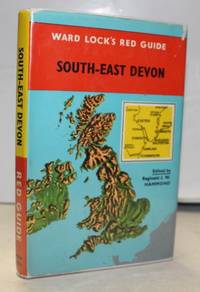 WARD LOCK'S RED GUIDE
SOUTH-EAST DEVON
Edited by
Reginald J. W.
HAMMOND
SOUTH-EAST DEVON
RED GUIDE